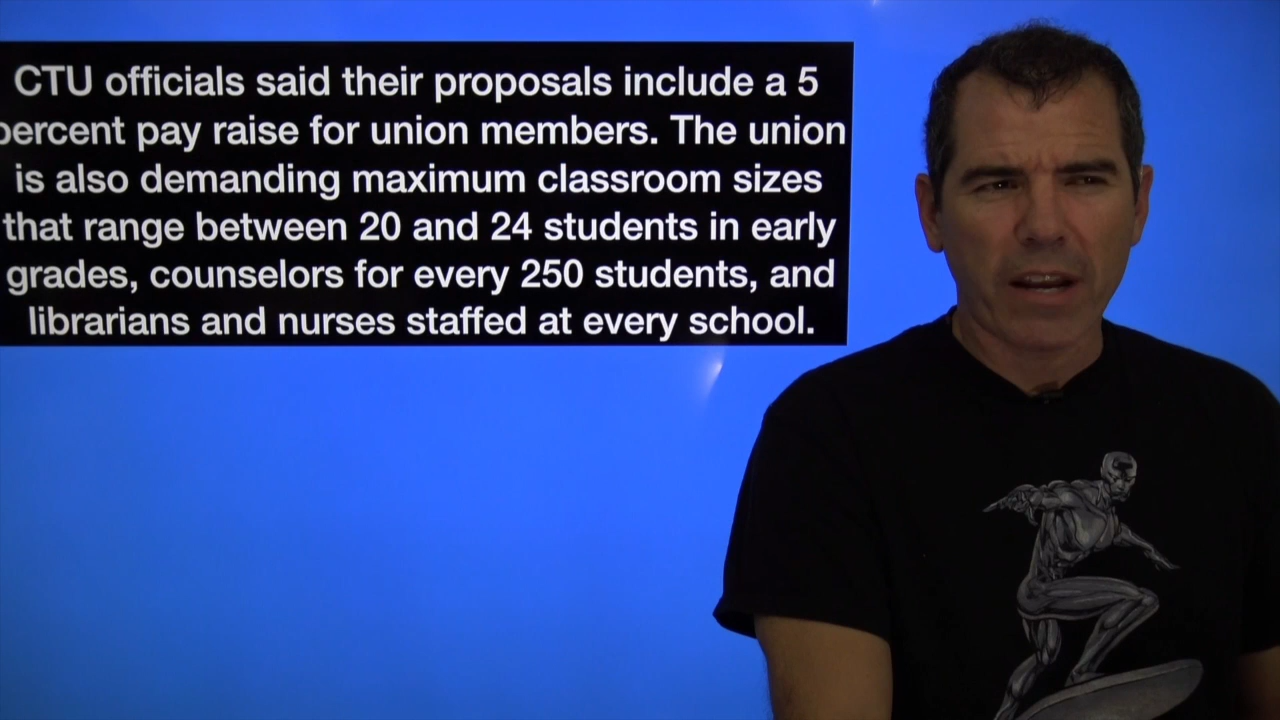 CTU officials said their proposals include a 5
percent pay raise for union members. The union
is also demanding maximum classroom sizes
that range between 20 and 24 students in early
grades, counselors for every 250 students, and
librarians and nurses staffed at every school.